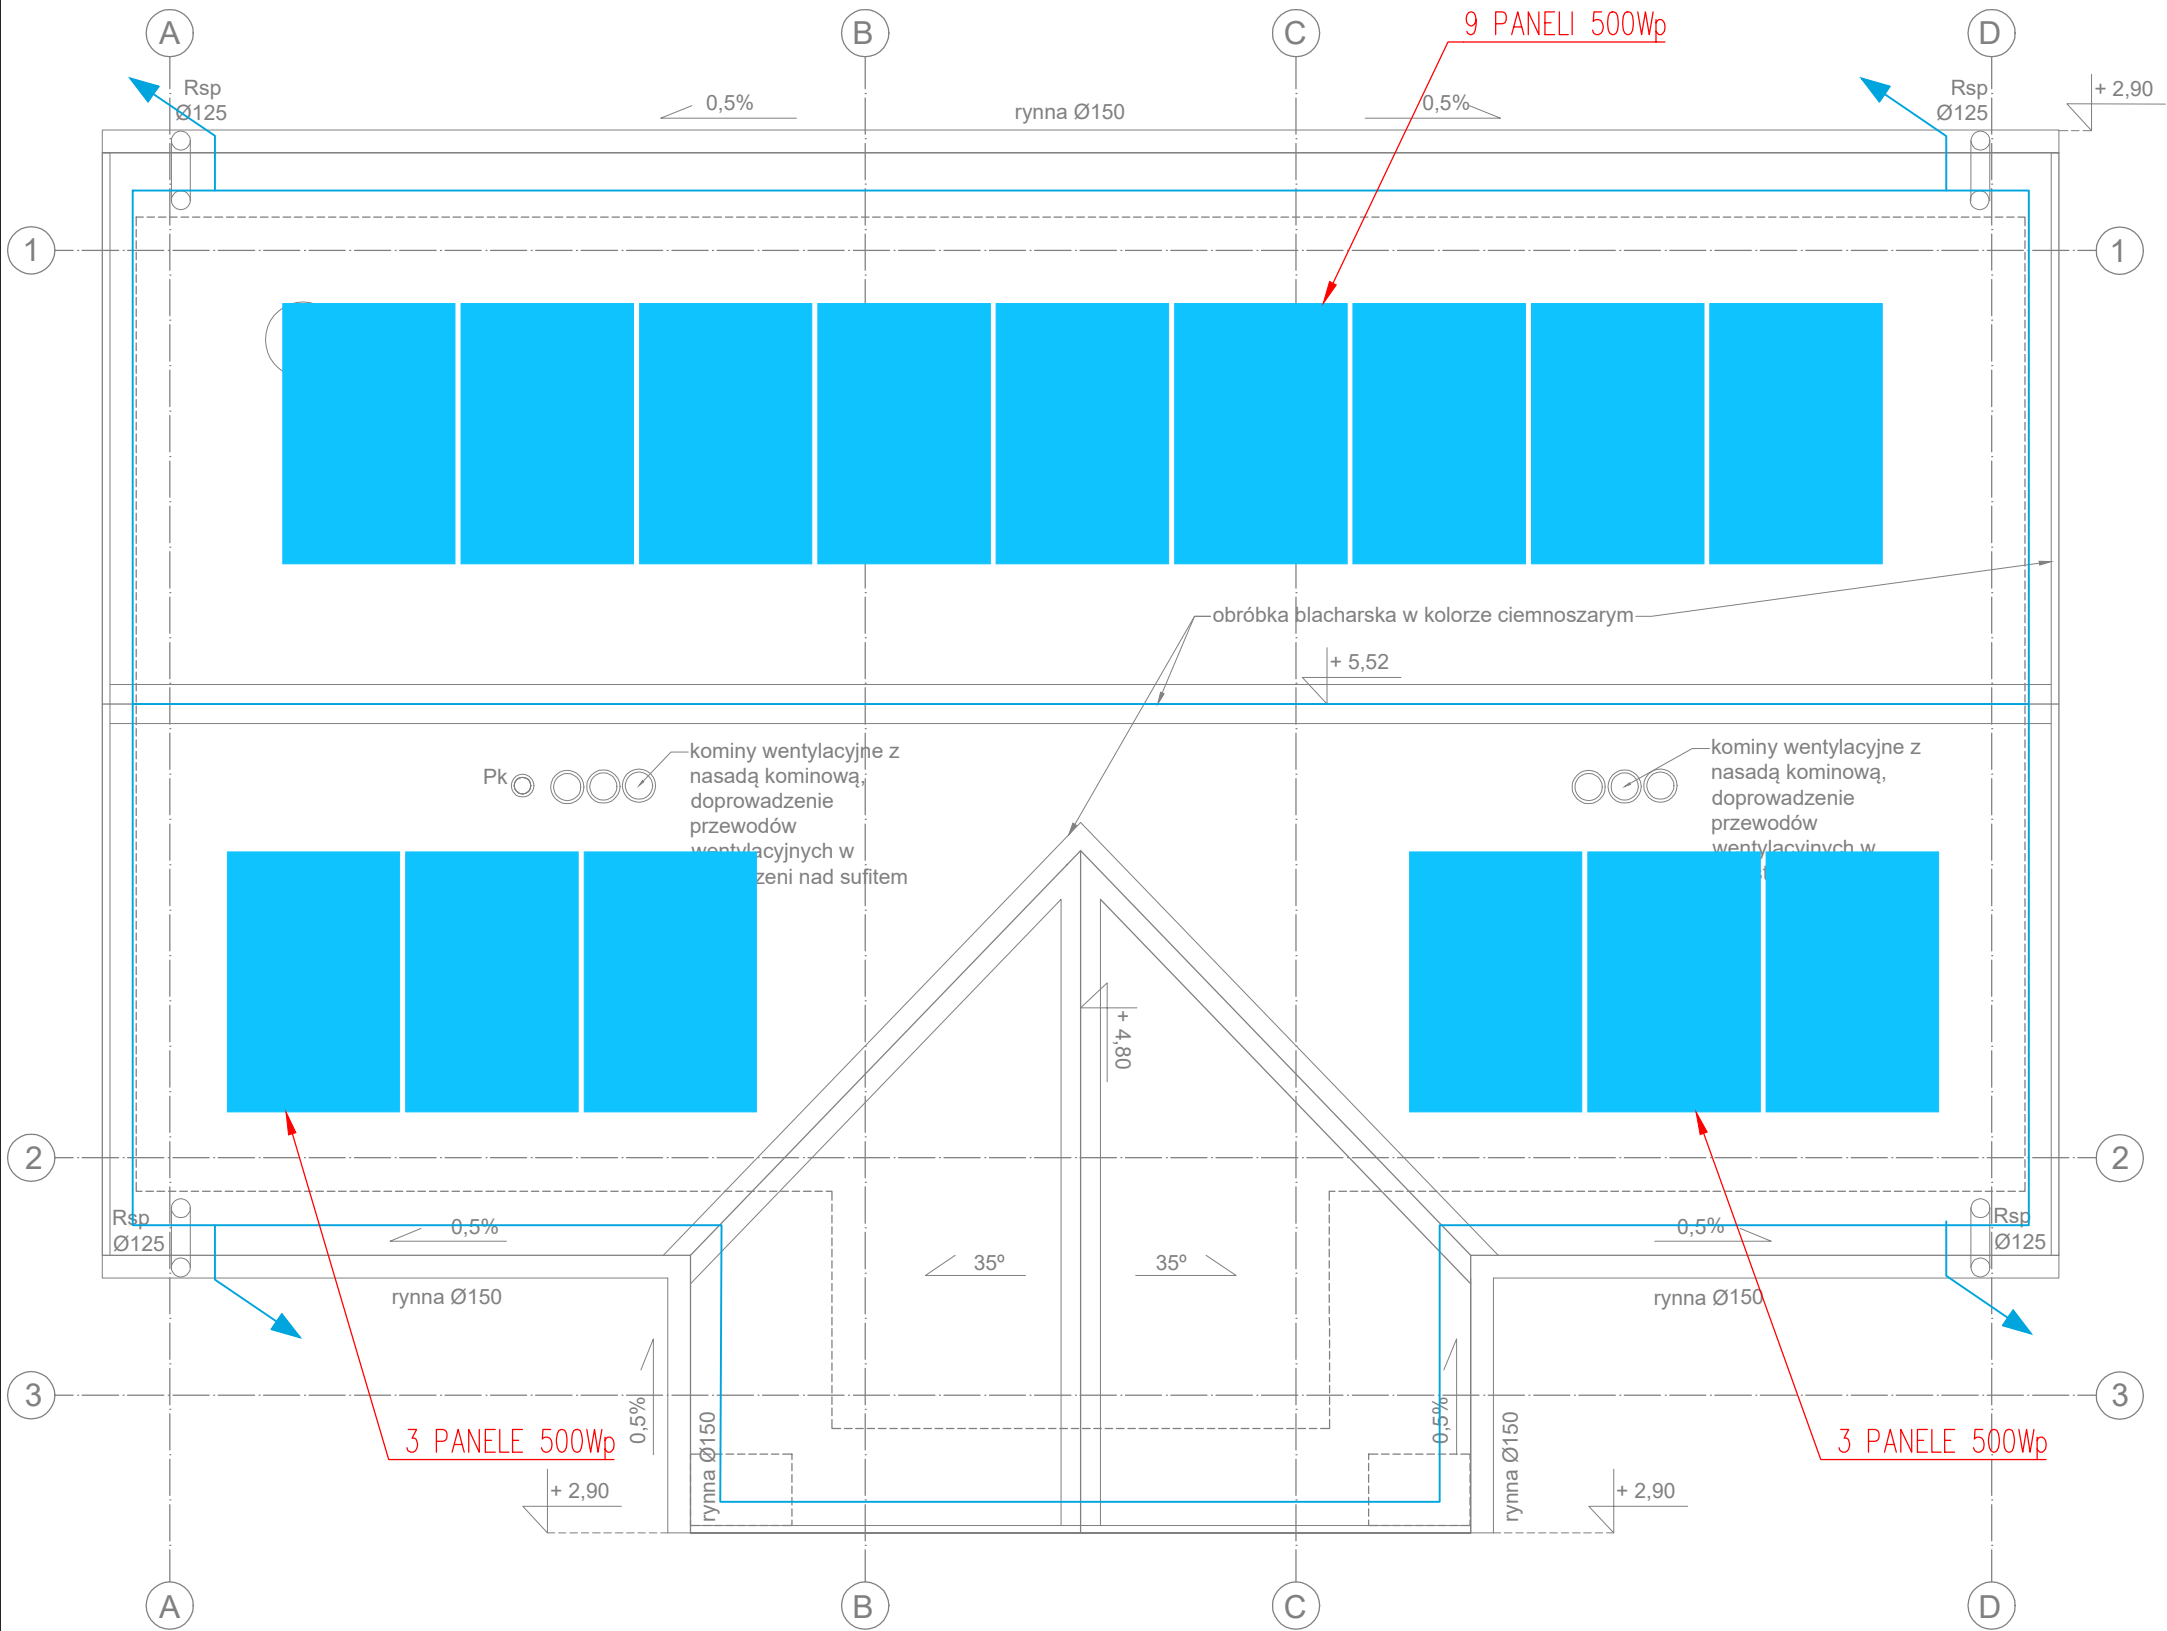 A
B
C
D
9 PANELI 500Wp
Rsp
Ø125
0,5%
rynna Ø150
0,5%
Rsp
Ø125
+ 2,90
1
1
obróbka blacharska w kolorze ciemnoszarym
+ 5,52
Pk
kominy wentylacyjne z
nasadą kominową,
doprowadzenie
przewodów
wentylacyjnych w
zeni nad sufitem
kominy wentylacyjne z
nasadą kominową,
doprowadzenie
przewodów
wentylacyjnych w
+ 4,80
2
2
Rsp
Ø125
0,5%
rynna Ø150
35º
35º
0,5%
rynna Ø150
Rsp
Ø125
3
3
0,5%
rynna Ø150
0,5%
rynna Ø150
3 PANELE 500Wp
3 PANELE 500Wp
+ 2,90
+ 2,90
A
B
C
D